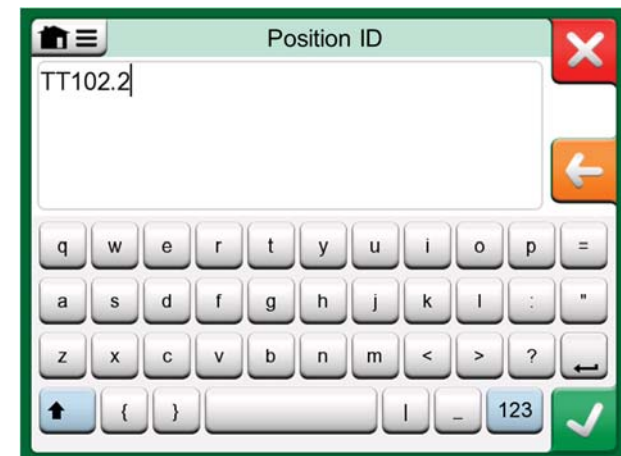 Position ID
TT102.2
q w e r t y u i o p =
a s d f g h j k l : "
z x c v b n m < > ?
{ } | _ 123